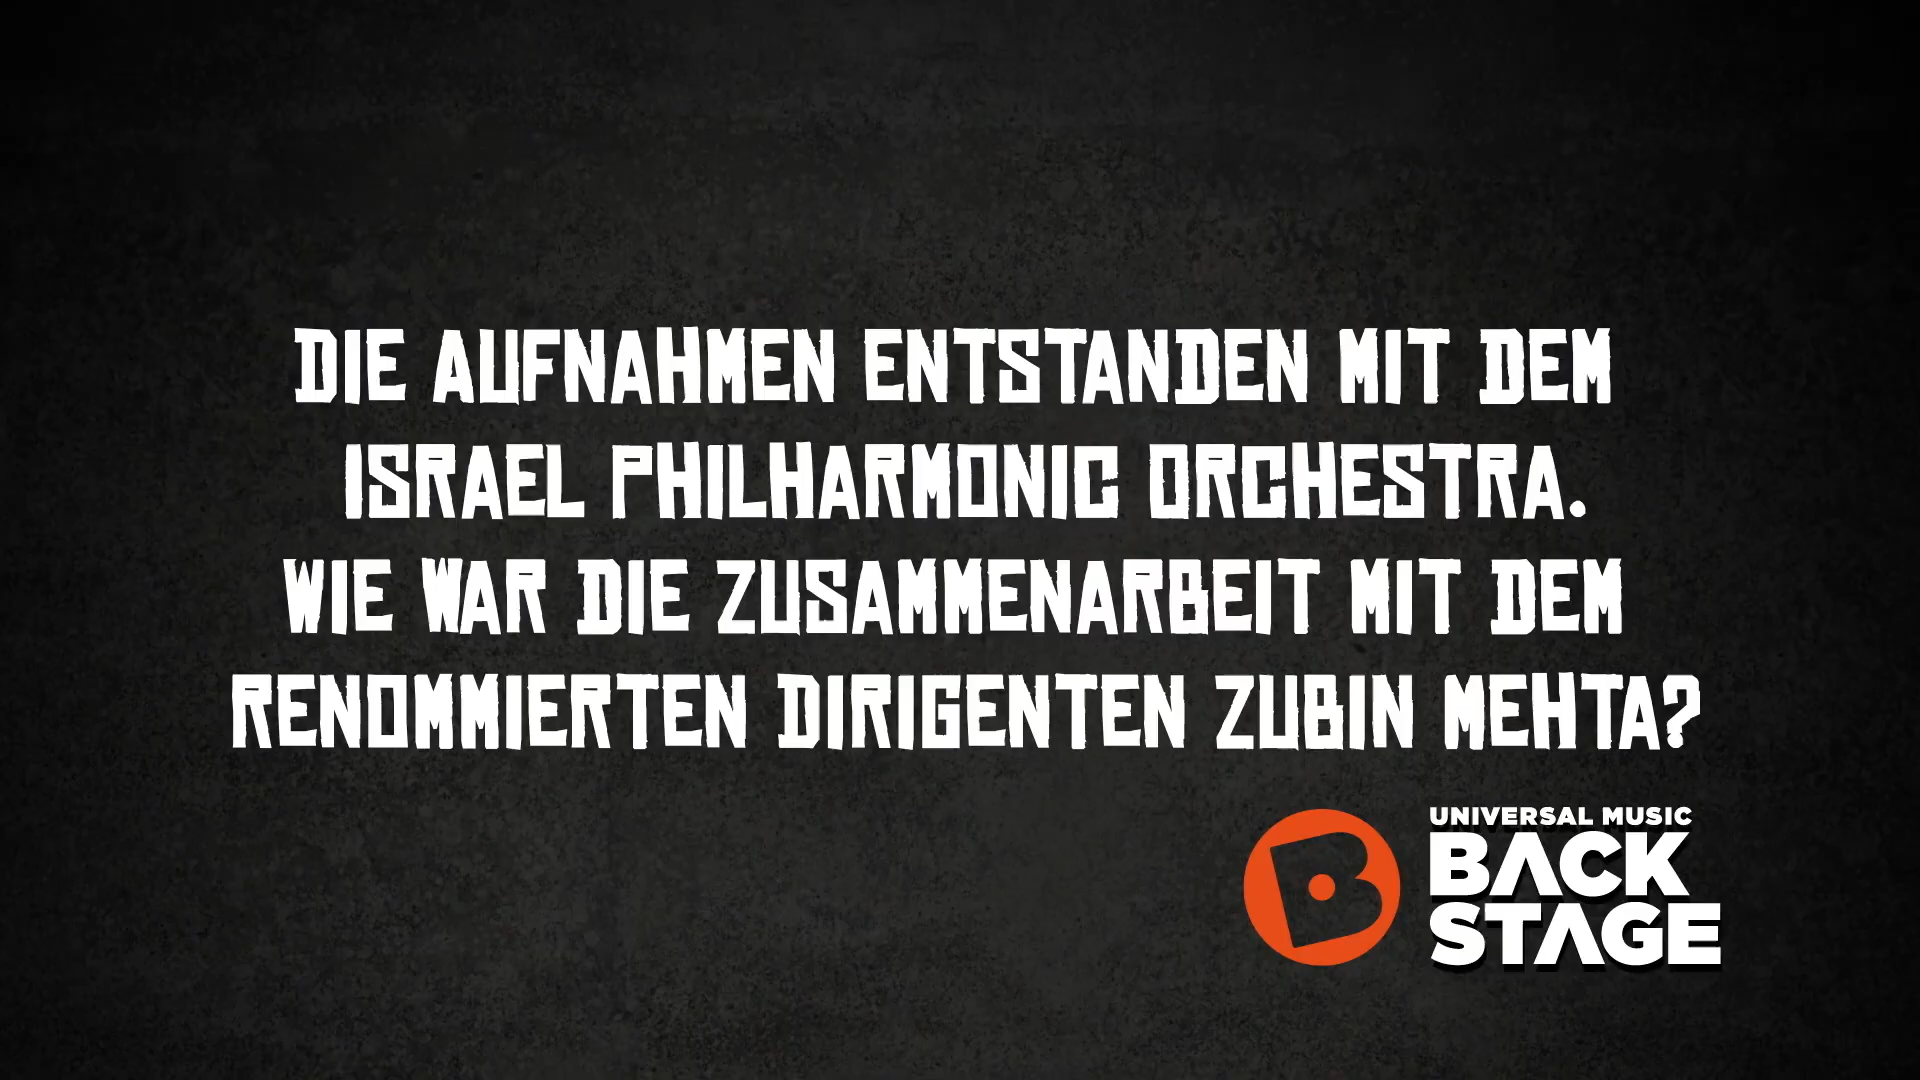 DIE AUFNAHMEN ENTSTANDEN MIT DEM
ISRAEL PHILHARMONIC ORCHESTRA.
WIE WAR DIE ZUSAMMENARBEIT MIT DEM
RENOMMIERTEN DIRIGENTEN ZUBIN MEHTA?
UNIVERSAL MUSIC
BACK
STAGE